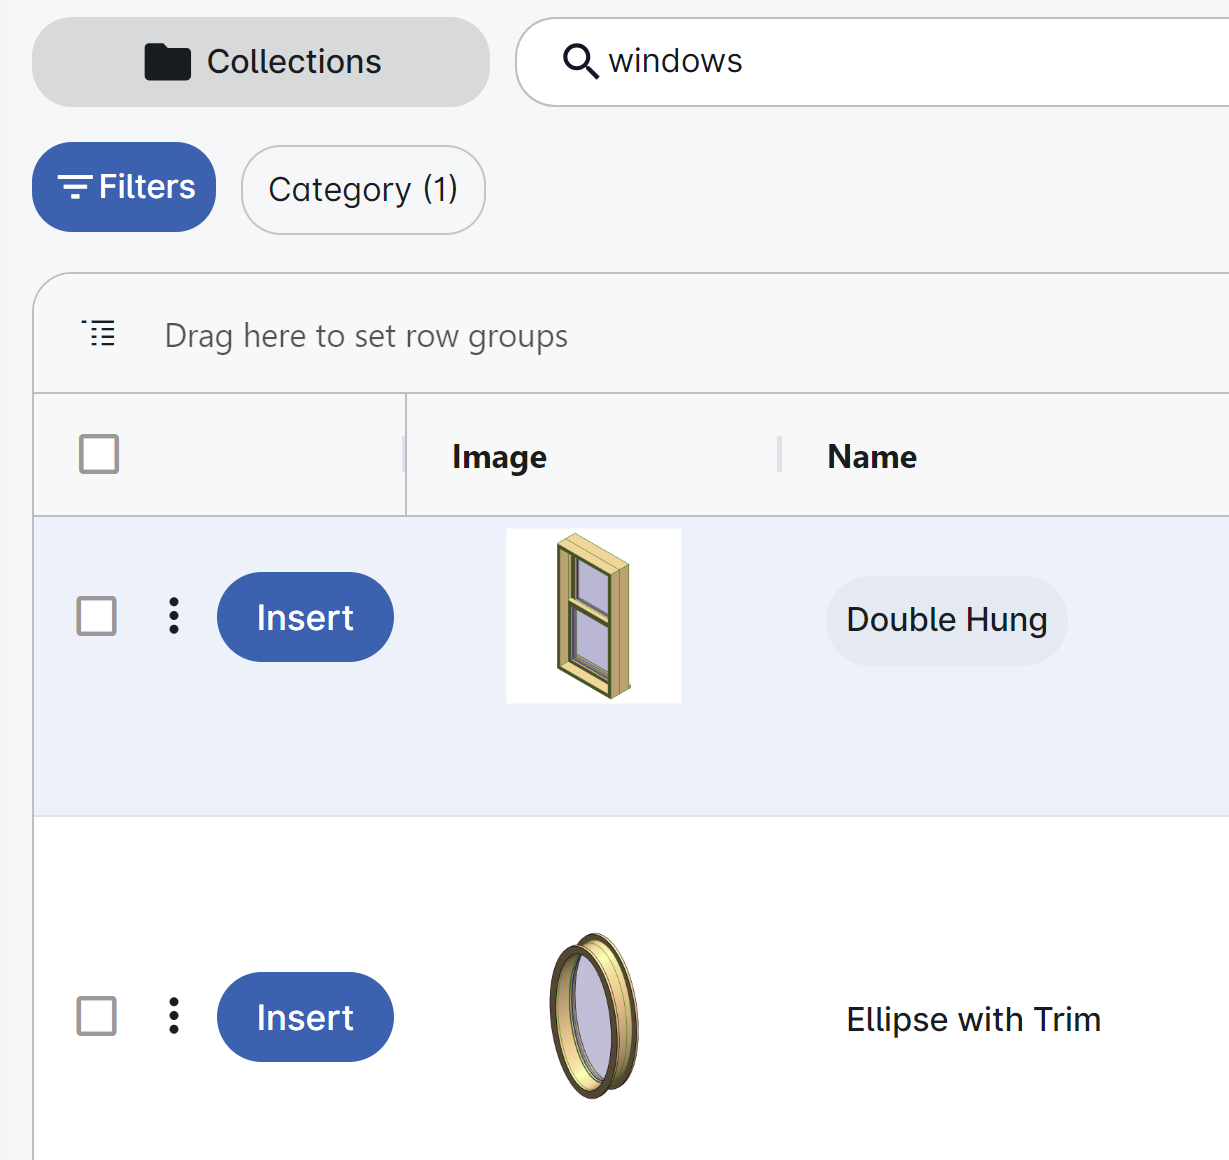 Collections
windows
Filters
Category (1)
Drag here to set row groups
Image
Name
Insert
Double Hung
Insert
Ellipse with Trim